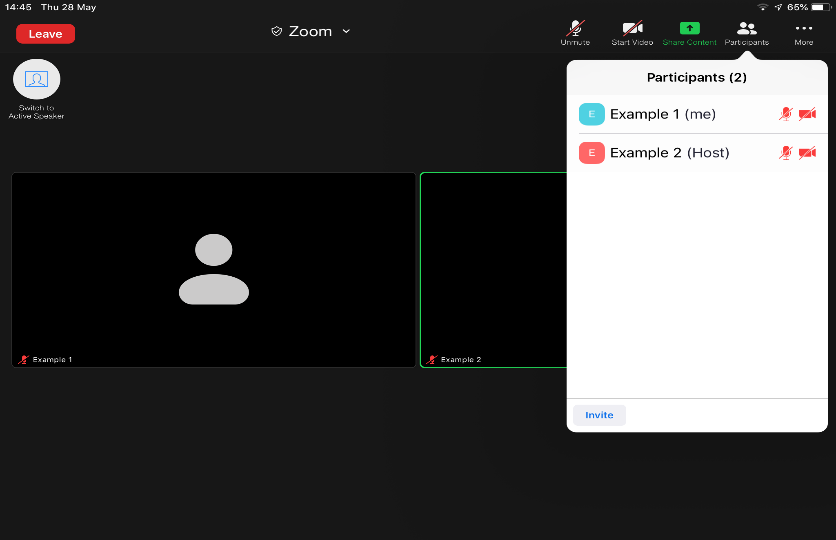 14:45 Thu 28 May
65%
Leave
Zoom
Unmute
Start Video
Share Content
Participants
More
Switch to
Active Speaker
Participants (2)
E Example 1 (me)
E Example 2 (Host)
Example 1
Example 2
Invite